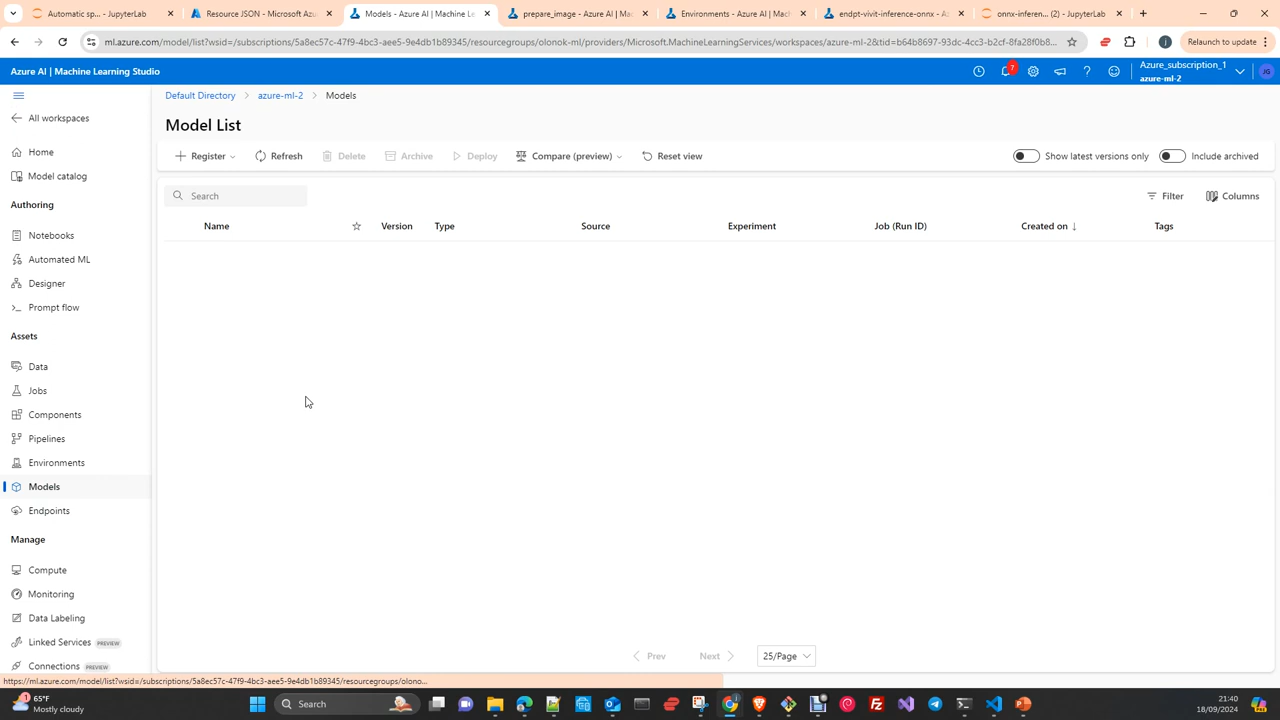 Automatic sp... - JupyterLab
Resource JSON - Microsoft Azu
Models - Azure AI | Machine Le
prepare_image - Azure AI | Mac
Environments - Azure AI | Mach
endpt-vivit-inference-onnx - Az
onnx-inferen... (2) - JupyterLab
ml.azure.com/model/list?wsid=/subscriptions/5a8ec57c-47f9-4bc3-aee5-9e4db1b89345/resourcegroups/olonok-ml/providers/Microsoft.MachineLearningServices/workspaces/azure-ml-2&tid=b64b8697-93dc-4cc3-b2cf-8fa28f0b8...
Relaunch to update
Azure AI | Machine Learning Studio
7
Azure_subscription_1
azure-ml-2
JG
All workspaces
Home
Model catalog
Authoring
Notebooks
Automated ML
Designer
Prompt flow
Assets
Data
Jobs
Components
Pipelines
Environments
Models
Endpoints
Manage
Compute
Monitoring
Data Labeling
Linked Services PREVIEW
Connections PREVIEW
Default Directory > azure-ml-2 > Models
Model List
Register Refresh Delete Archive Deploy Compare (preview) Reset view Show latest versions only Include archived
Search Filter Columns
Name Version Type Source Experiment Job (Run ID) Created on ↓ Tags
Prev Next 25/Page
https://ml.azure.com/model/list?wsid=/subscriptions/5a8ec57c-47f9-4bc3-aee5-9e4db1b89345/resourcegroups/olono...
65°F
Mostly cloudy
Search
21:40
18/09/2024